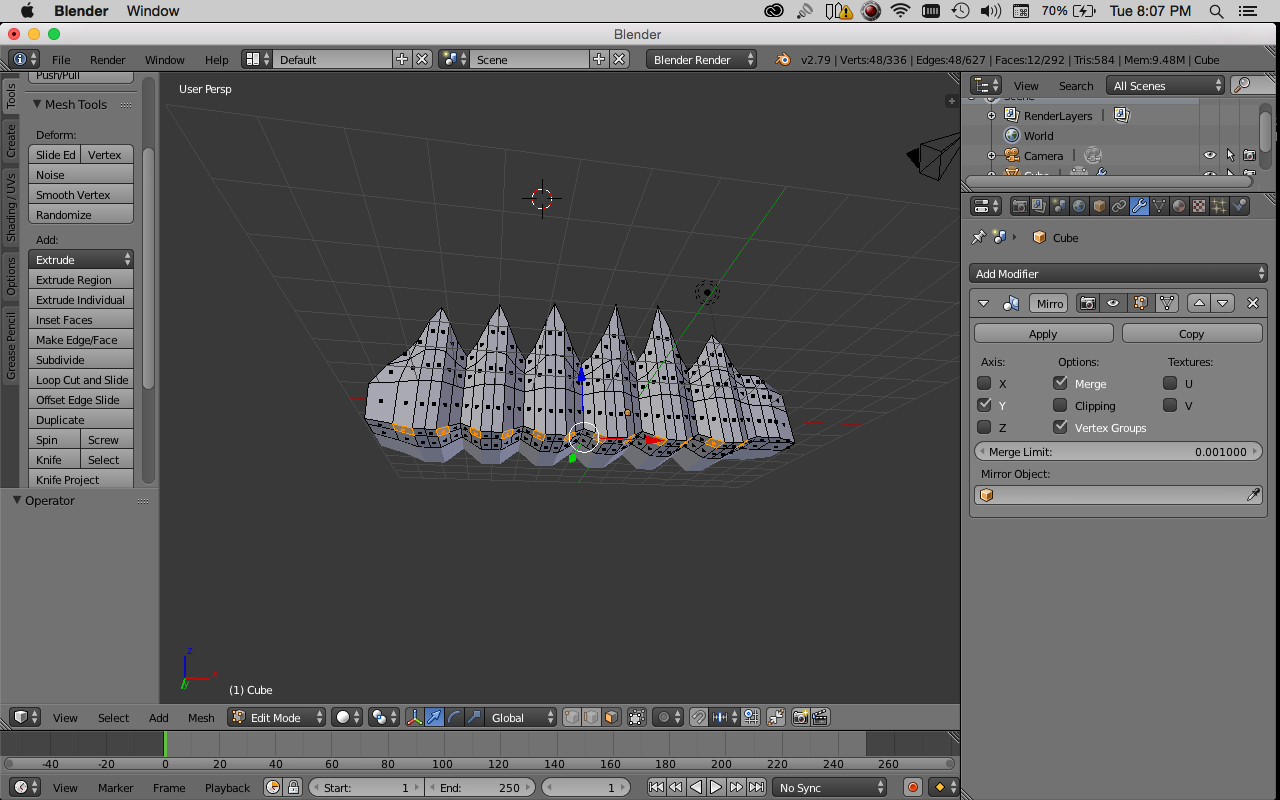 Blender Window 70% Tue 8:07 PM
Blender
File Render Window Help Default Scene Blender Render v2.79 | Verts:48/336 | Edges:48/627 | Faces:12/292 | Tris:584 | Mem:9.48M | Cube
Push/Pull
Mesh Tools
Deform:
Slide Ed Vertex
Noise
Smooth Vertex
Randomize
Add:
Extrude
Extrude Region
Extrude Individual
Inset Faces
Make Edge/Face
Subdivide
Loop Cut and Slide
Offset Edge Slide
Duplicate
Spin Screw
Knife Select
Knife Project
Operator
Tools
Create
Shading / UVs
Options
Grease Pencil
User Persp
z
x
y
(1) Cube
View Select Add Mesh Edit Mode Global
-40 -20 0 20 40 60 80 100 120 140 160 180 200 220 240 260
View Marker Frame Playback Start: 1 End: 250 1 No Sync
View Search All Scenes
Scene
RenderLayers
World
Camera
Cube
Cube
Add Modifier
Mirro
Apply Copy
Axis: Options: Textures:
X Merge U
Y Clipping V
Z Vertex Groups
Merge Limit: 0.001000
Mirror Object: